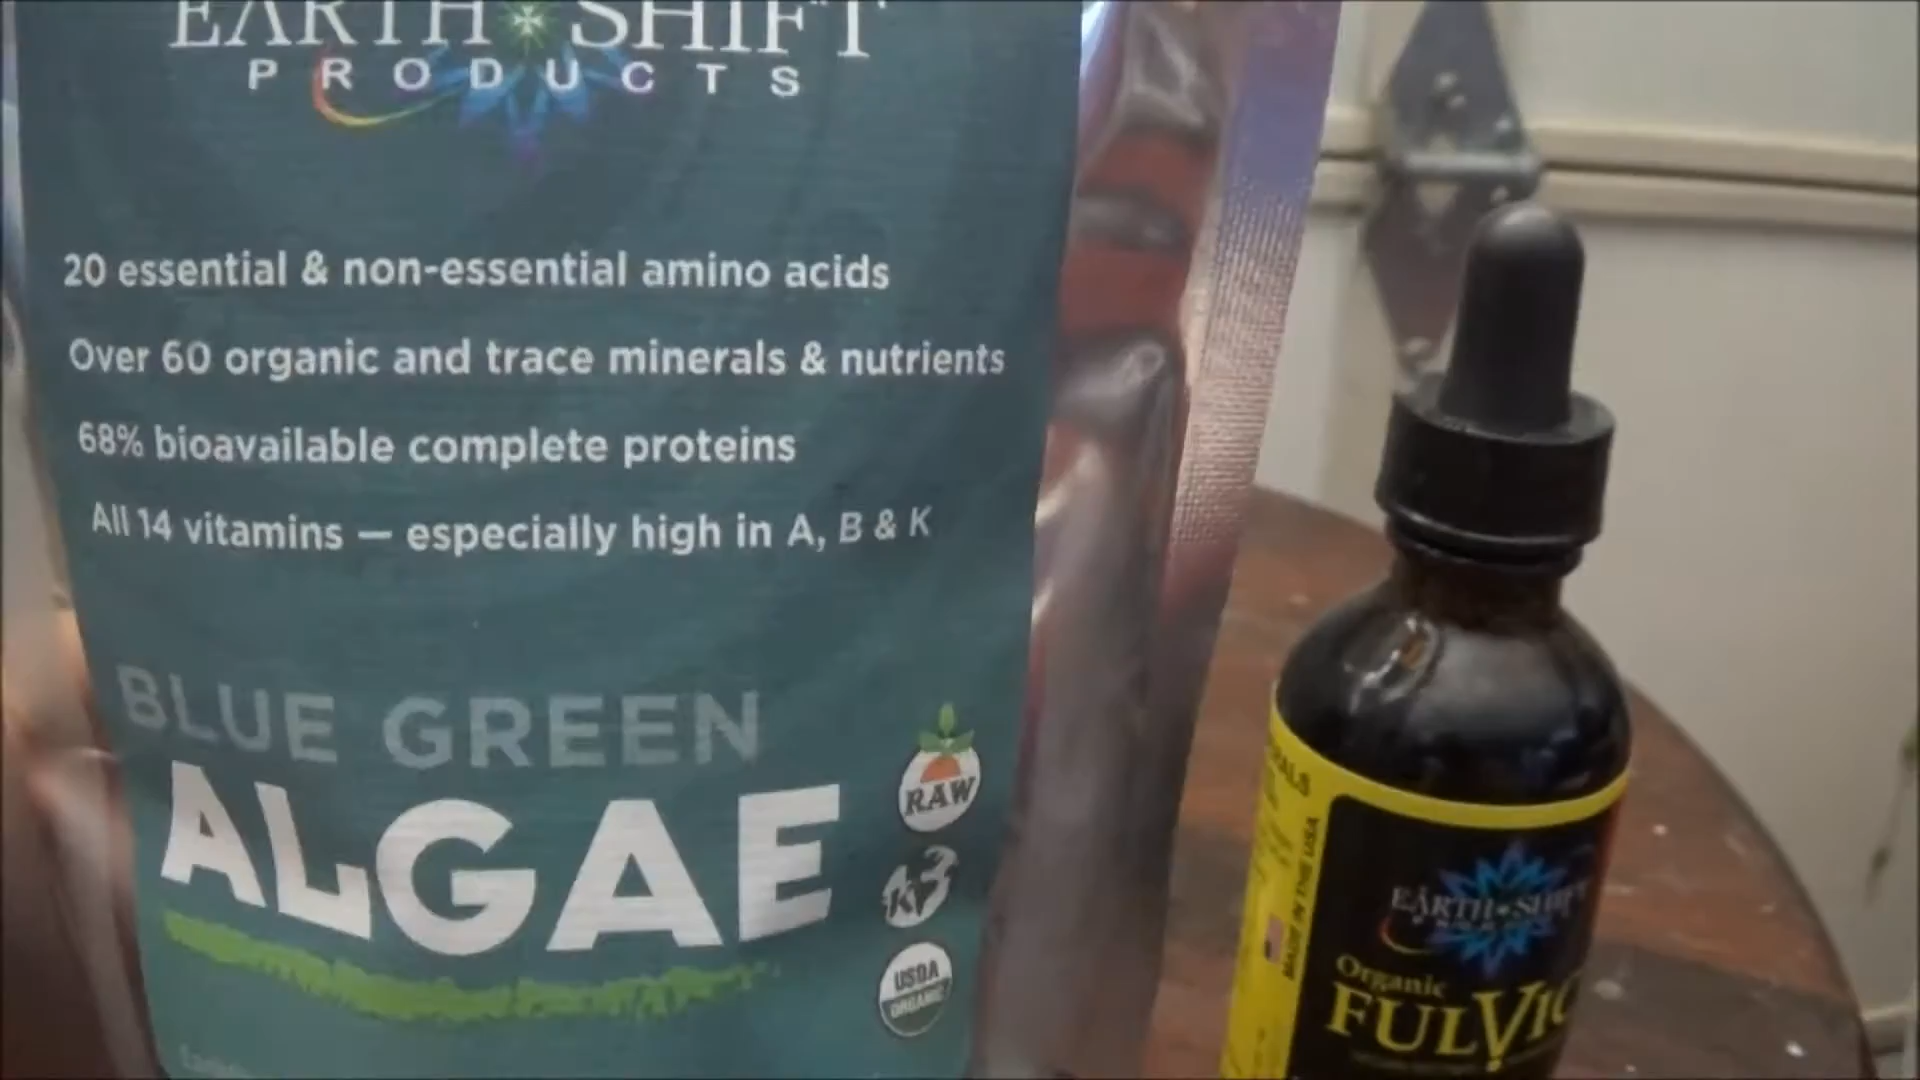 EARTH SHIFT
PRODUCTS
20 essential & non-essential amino acids
Over 60 organic and trace minerals & nutrients
68% bioavailable complete proteins
All 14 vitamins — especially high in A, B & K
BLUE GREEN
ALGAE
RAW
USDA
ORGANIC
MADE IN THE USA
EARTH SHIFT
Organic
FULVIC